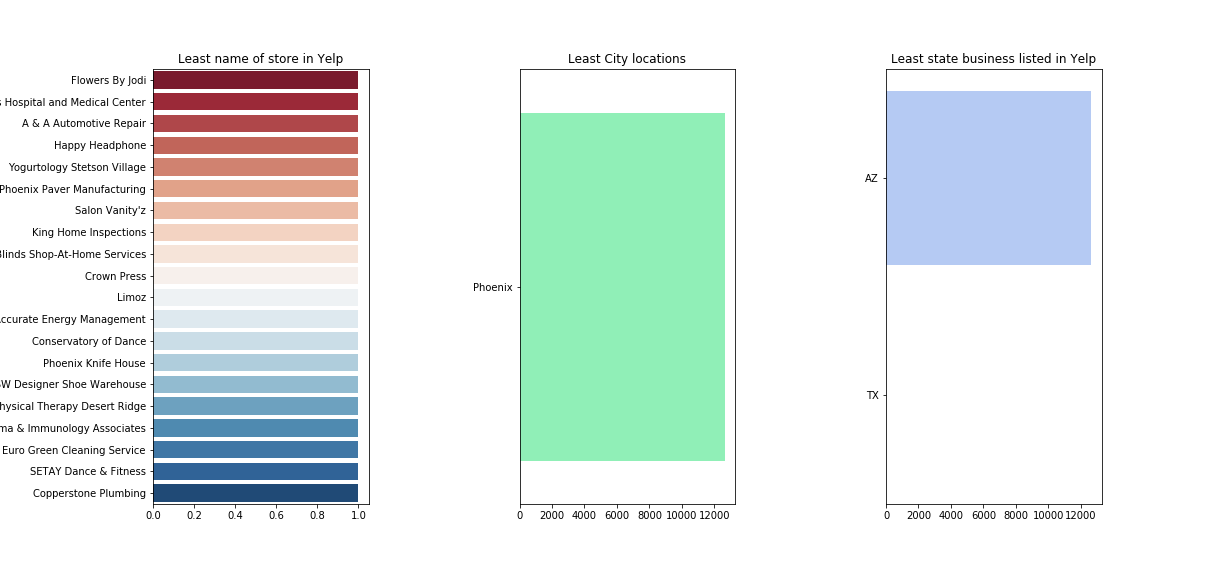 Least name of store in Yelp
Flowers By Jodi
s Hospital and Medical Center
A & A Automotive Repair
Happy Headphone
Yogurtology Stetson Village
Phoenix Paver Manufacturing
Salon Vanity'z
King Home Inspections
Blinds Shop-At-Home Services
Crown Press
Limoz
Accurate Energy Management
Conservatory of Dance
Phoenix Knife House
W Designer Shoe Warehouse
hysical Therapy Desert Ridge
ma & Immunology Associates
Euro Green Cleaning Service
SETAY Dance & Fitness
Copperstone Plumbing
0.0 0.2 0.4 0.6 0.8 1.0
Least City locations
Phoenix
0 2000 4000 6000 8000 10000 12000
Least state business listed in Yelp
AZ
TX
0 2000 4000 6000 8000 10000 12000